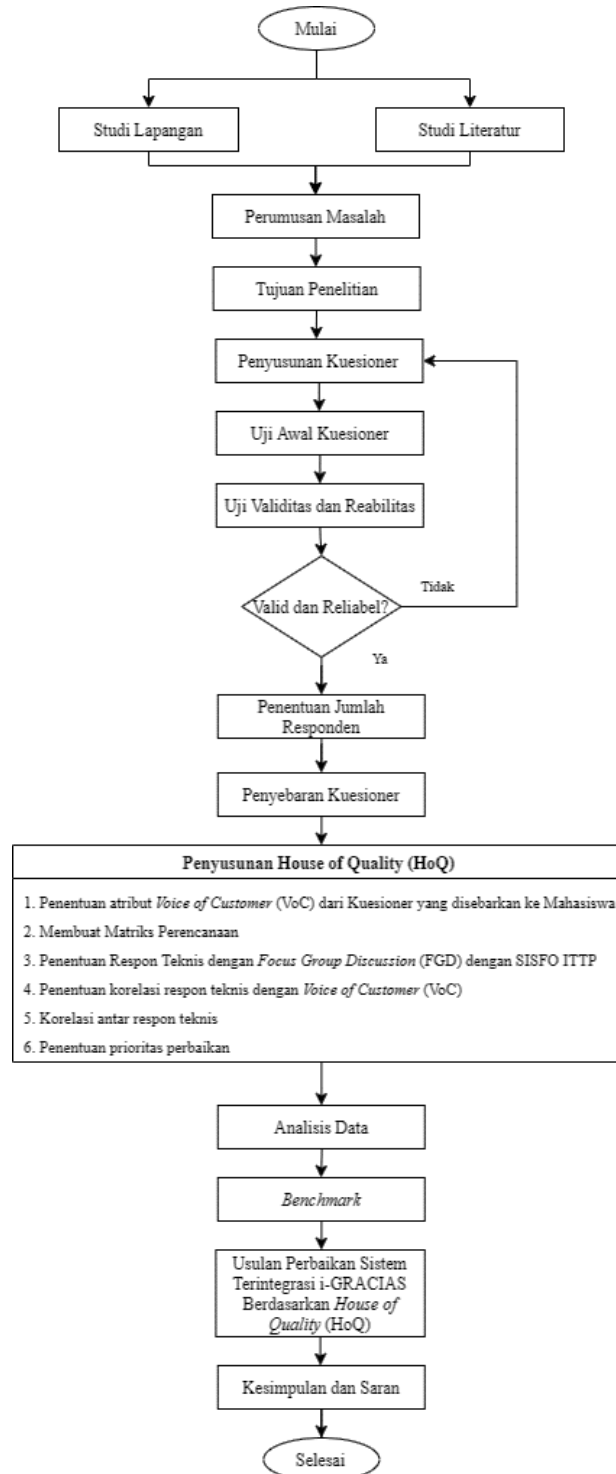 Mulai
Studi Lapangan
Studi Literatur
Perumusan Masalah
Tujuan Penelitian
Penyusunan Kuesioner
Uji Awal Kuesioner
Uji Validitas dan Reabilitas
Valid dan Reliabel?
Tidak
Ya
Penentuan Jumlah
Responden
Penyebaran Kuesioner
Penyusunan House of Quality (HoQ)
1. Penentuan atribut Voice of Customer (VoC) dari Kuesioner yang disebarkan ke Mahasiswa
2. Membuat Matriks Perencanaan
3. Penentuan Respon Teknis dengan Focus Group Discussion (FGD) dengan SISFO ITTP
4. Penentuan korelasi respon teknis dengan Voice of Customer (VoC)
5. Korelasi antar respon teknis
6. Penentuan prioritas perbaikan
Analisis Data
Benchmark
Usulan Perbaikan Sistem
Terintegrasi i-GRACIAS
Berdasarkan House of
Quality (HoQ)
Kesimpulan dan Saran
Selesai